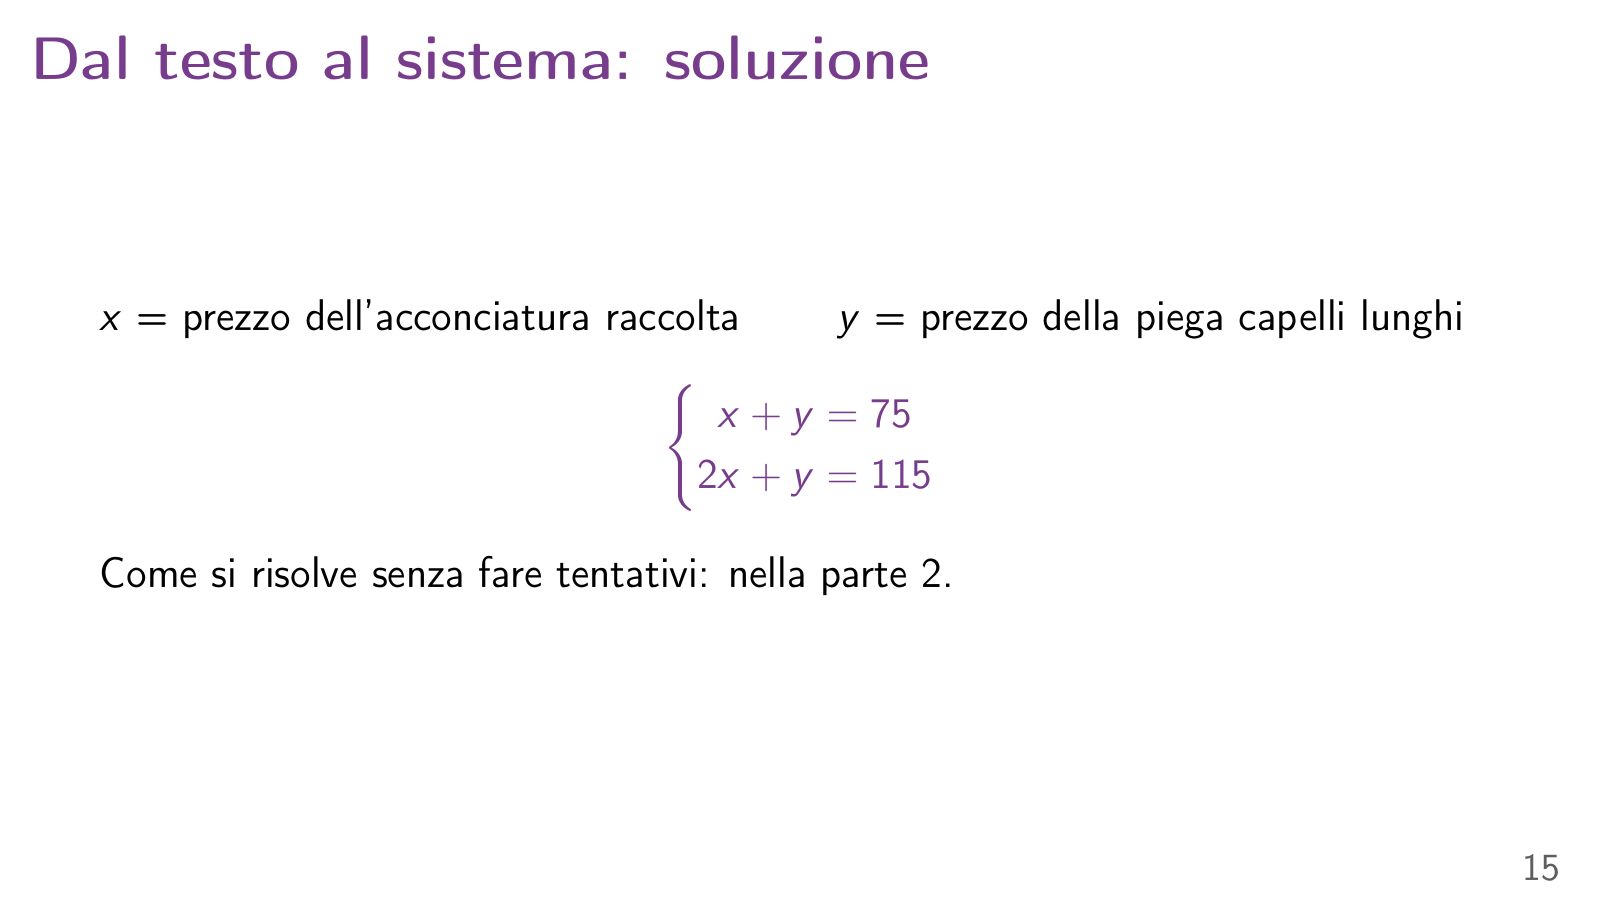 Dal testo al sistema: soluzione
x = prezzo dell'acconciatura raccolta y = prezzo della piega capelli lunghi
x + y = 75
2x + y = 115
Come si risolve senza fare tentativi: nella parte 2.
15